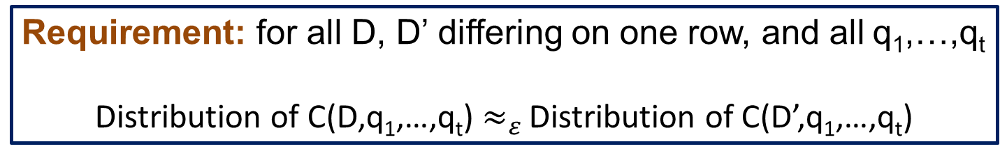 Requirement: for all D, D’ differing on one row, and all q₁,…,qₜ
Distribution of C(D,q₁,…,qₜ) ≈ε Distribution of C(D’,q₁,…,qₜ)